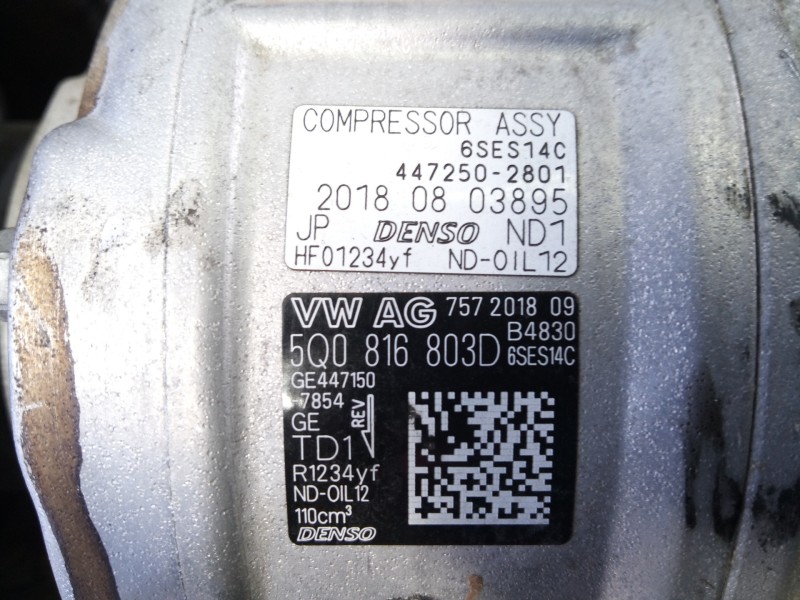 COMPRESSOR ASSY
6SES14C
447250-2801
2018 08 03895
JP DENSO ND1
HF01234yf ND-OIL12
VW AG 757 2018 09
B4830
5Q0 816 803D 6SES14C
GE447150
-7854
GE REV
TD1
R1234yf
ND-OIL12
110cm³
DENSO